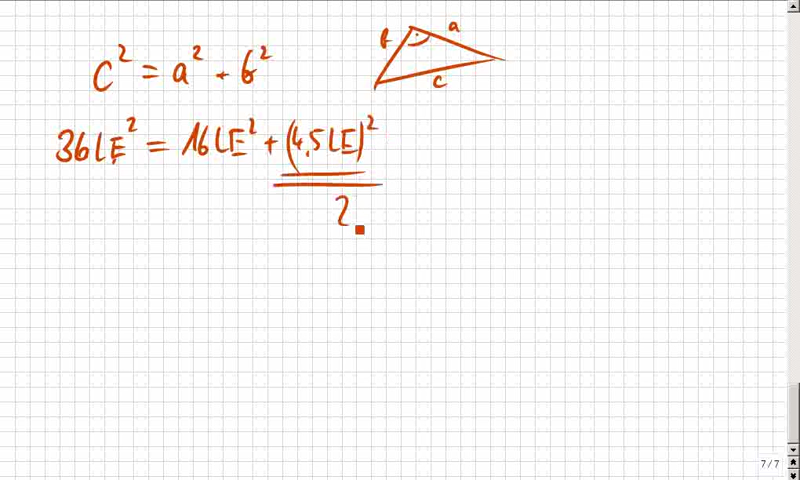 c² = a² + b²
b
a
c
36 LE² = 16 LE² + (4,5 LE)²
2
7/7